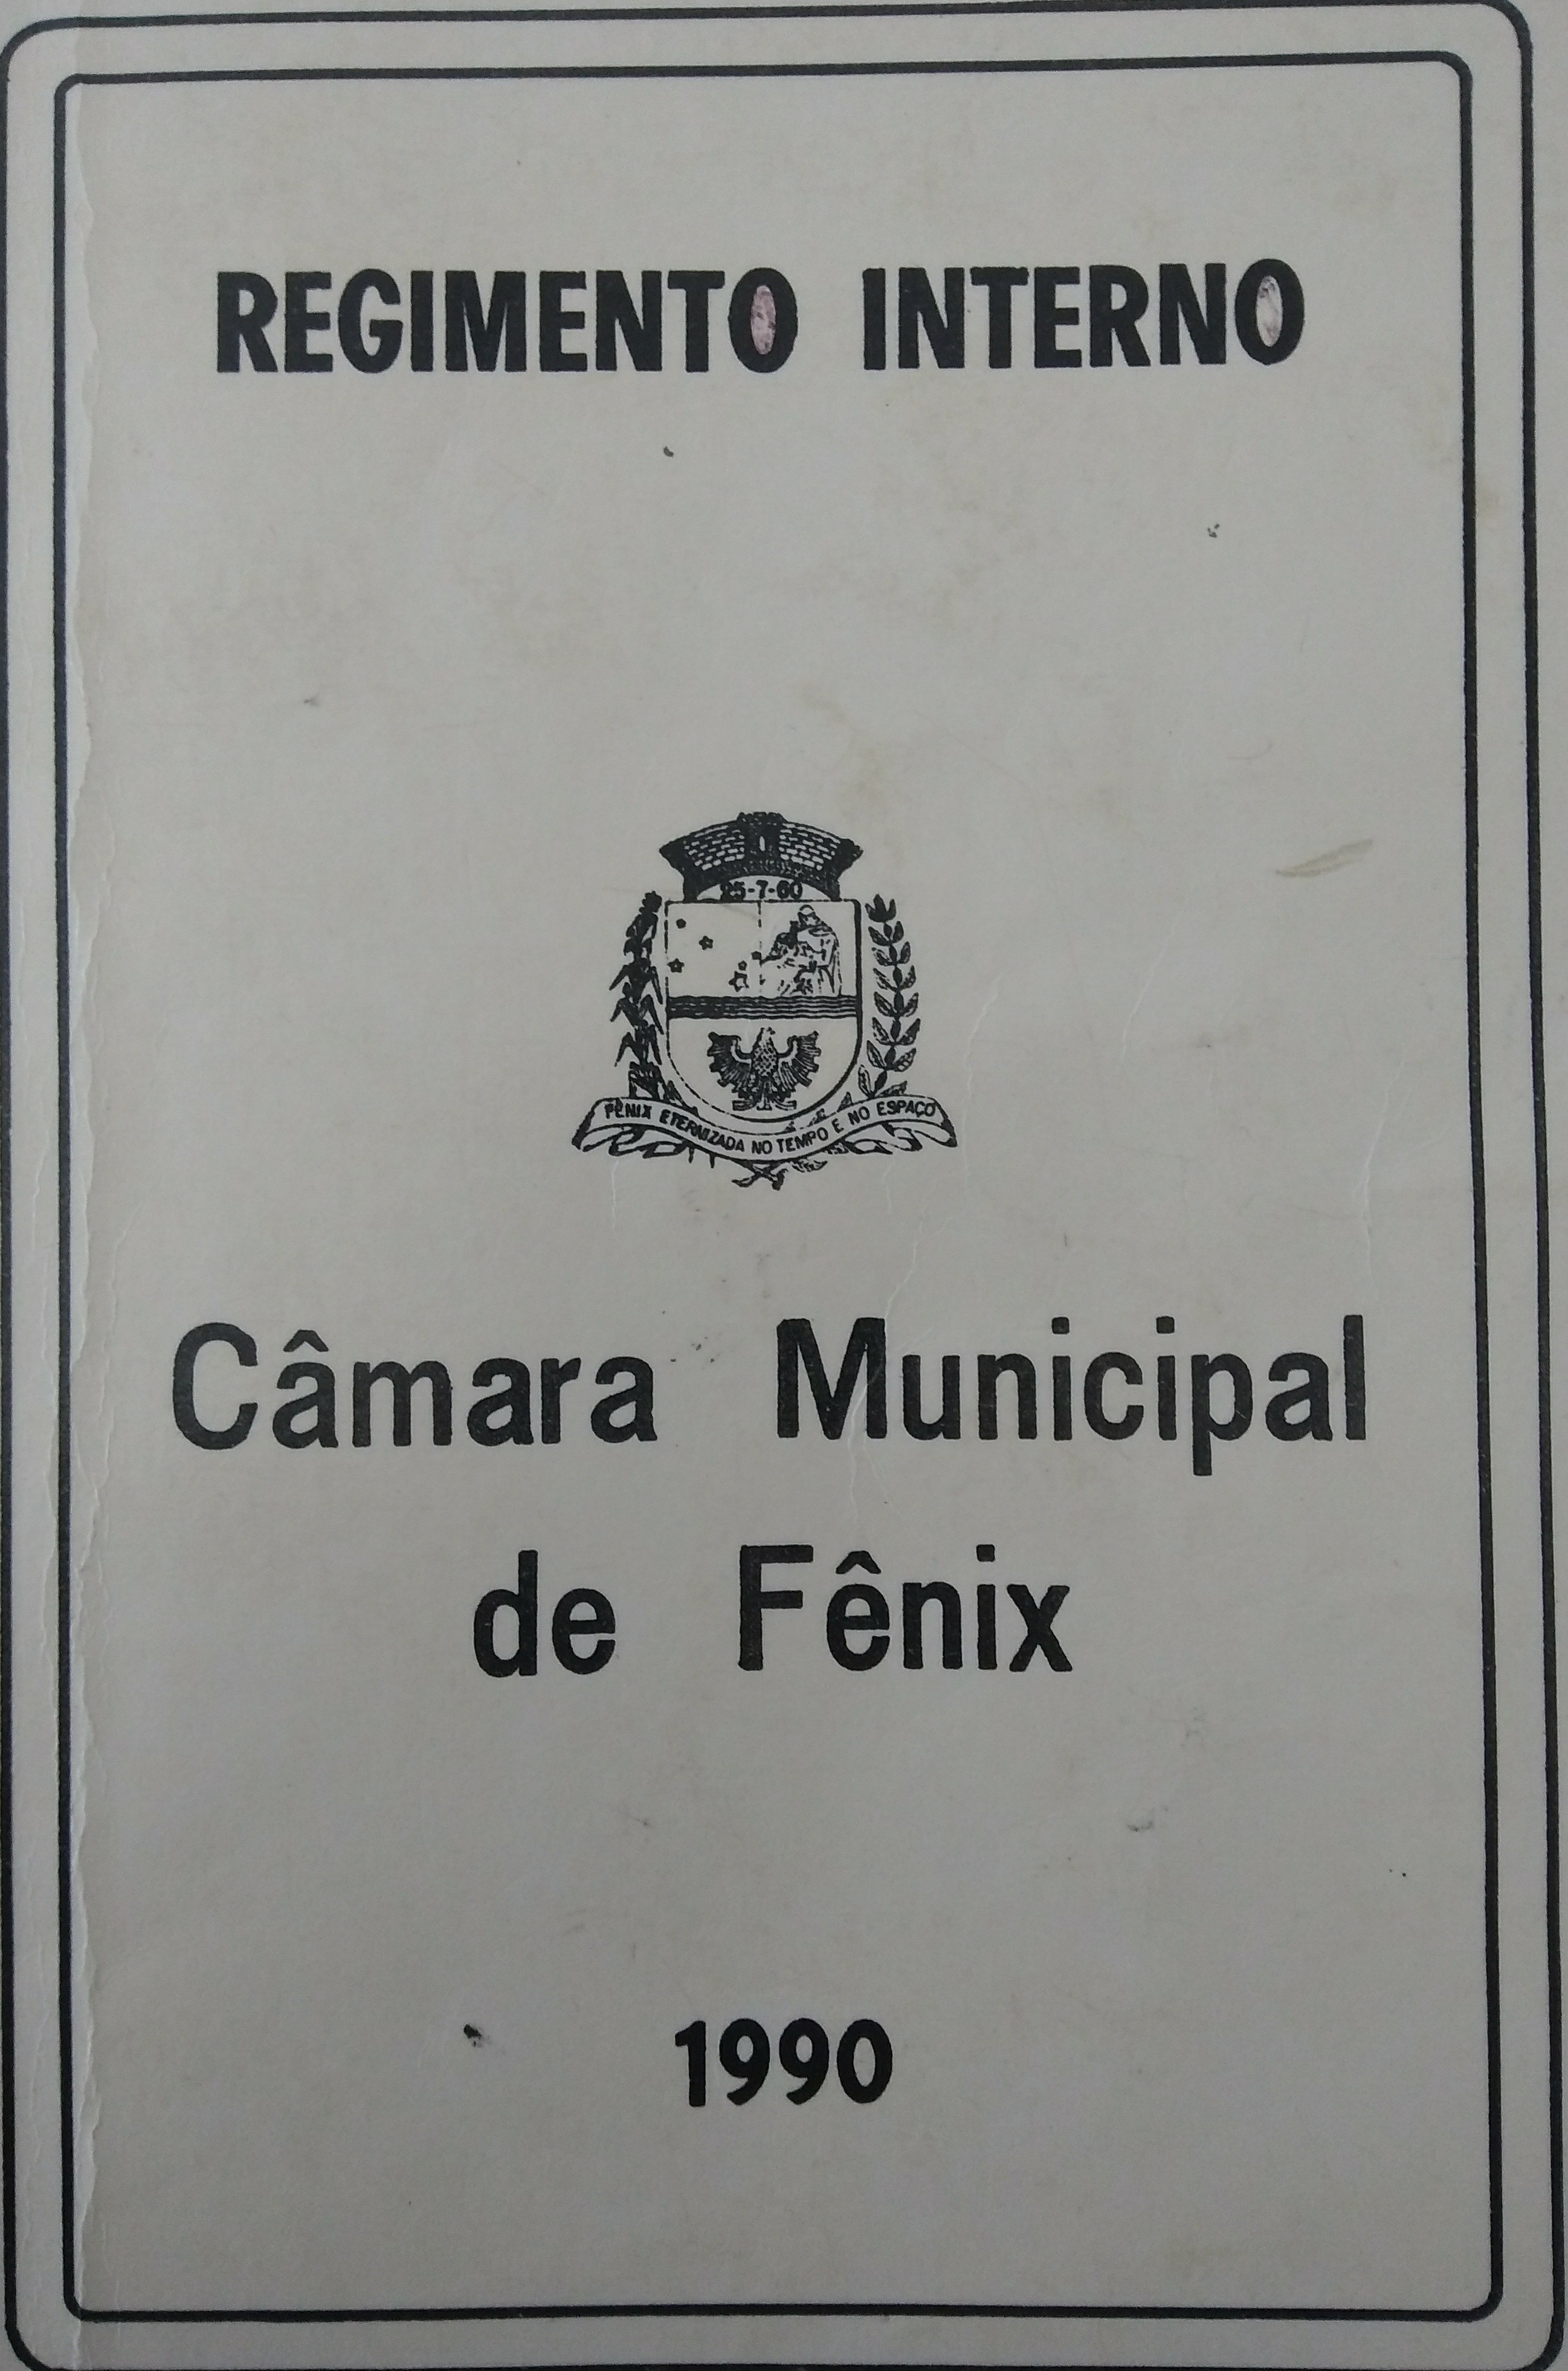 REGIMENTO INTERNO
25-7-60
FÊNIX ETERNIZADA NO TEMPO E NO ESPAÇO
Câmara Municipal
de Fênix
1990